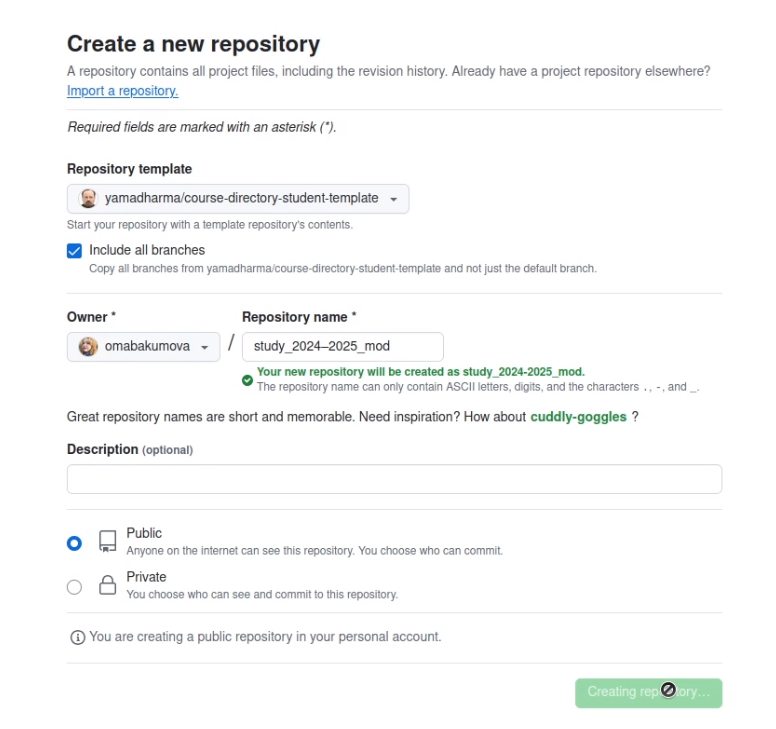 Create a new repository
A repository contains all project files, including the revision history. Already have a project repository elsewhere?
Import a repository.
Required fields are marked with an asterisk (*).
Repository template
yamadharma/course-directory-student-template
Start your repository with a template repository's contents.
Include all branches
Copy all branches from yamadharma/course-directory-student-template and not just the default branch.
Owner * Repository name *
omabakumova / study_2024–2025_mod
Your new repository will be created as study_2024-2025_mod.
The repository name can only contain ASCII letters, digits, and the characters ., -, and _.
Great repository names are short and memorable. Need inspiration? How about cuddly-goggles ?
Description (optional)
Public
Anyone on the internet can see this repository. You choose who can commit.
Private
You choose who can see and commit to this repository.
You are creating a public repository in your personal account.
Creating